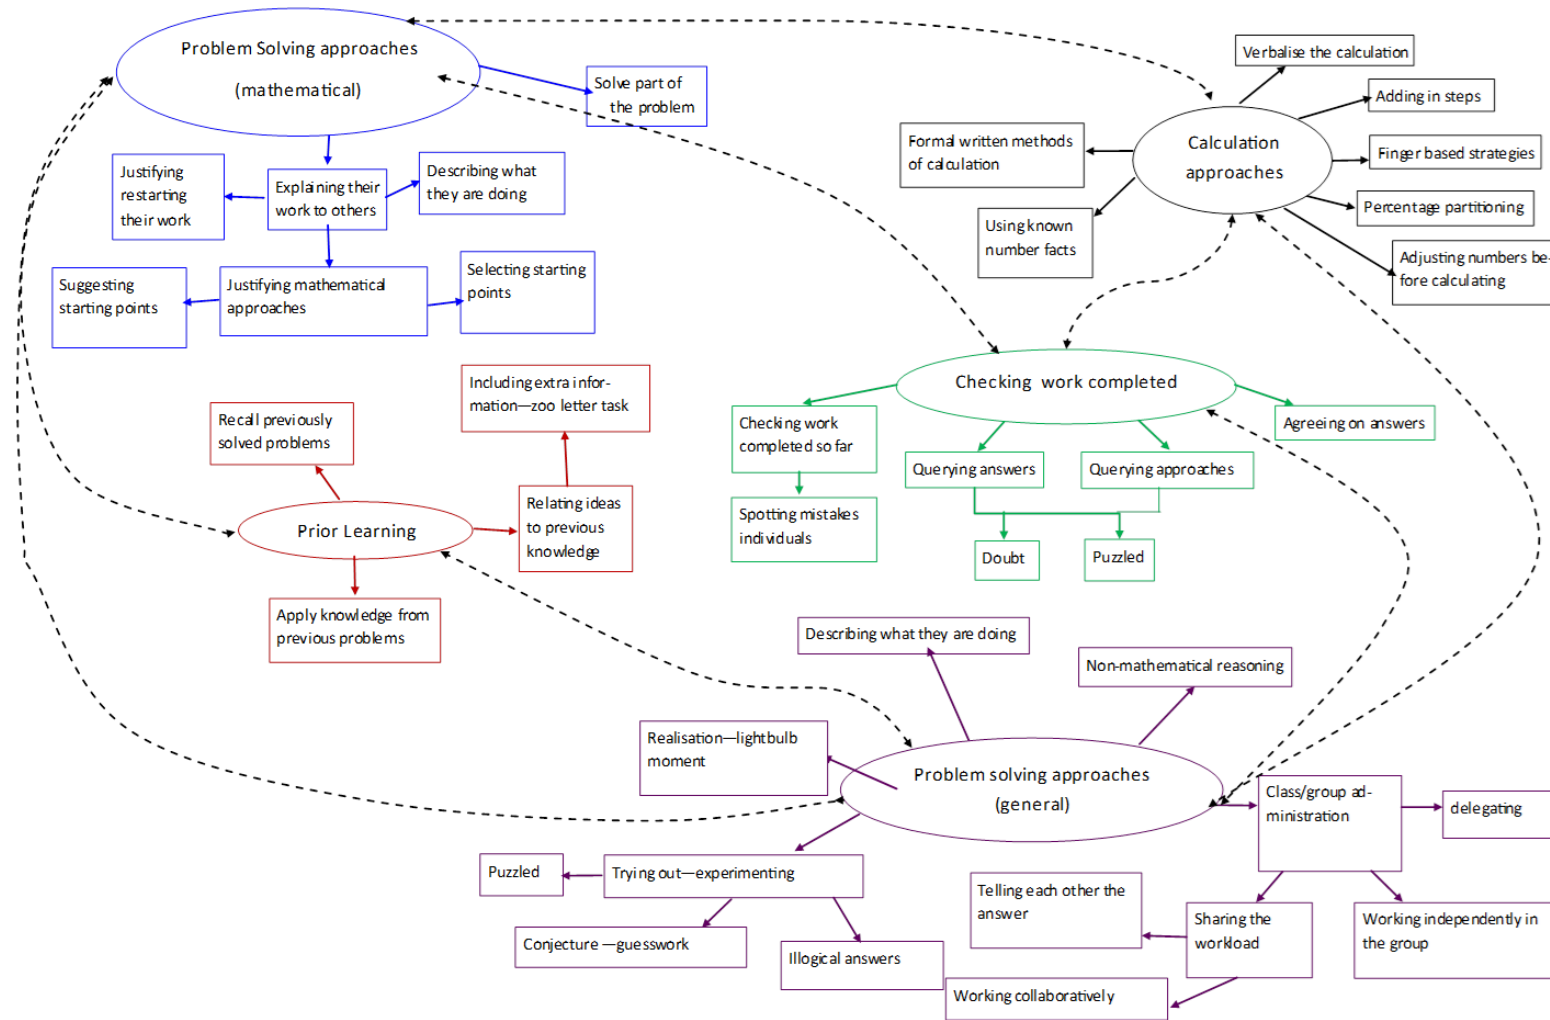 Problem Solving approaches
(mathematical)
Solve part of
the problem
Justifying
restarting
their work
Explaining their
work to others
Describing what
they are doing
Suggesting
starting points
Justifying mathematical
approaches
Selecting starting
points
Verbalise the calculation
Adding in steps
Formal written methods
of calculation
Calculation
approaches
Finger based strategies
Percentage partitioning
Using known
number facts
Adjusting numbers be-
fore calculating
Including extra infor-
mation—zoo letter task
Recall previously
solved problems
Prior Learning
Relating ideas
to previous
knowledge
Apply knowledge from
previous problems
Checking work completed
Checking work
completed so far
Agreeing on answers
Querying answers
Querying approaches
Spotting mistakes
individuals
Doubt
Puzzled
Describing what they are doing
Non-mathematical reasoning
Realisation—lightbulb
moment
Problem solving approaches
(general)
Class/group ad-
ministration
delegating
Puzzled
Trying out—experimenting
Telling each other the
answer
Sharing the
workload
Working independently in
the group
Conjecture —guesswork
Illogical answers
Working collaboratively